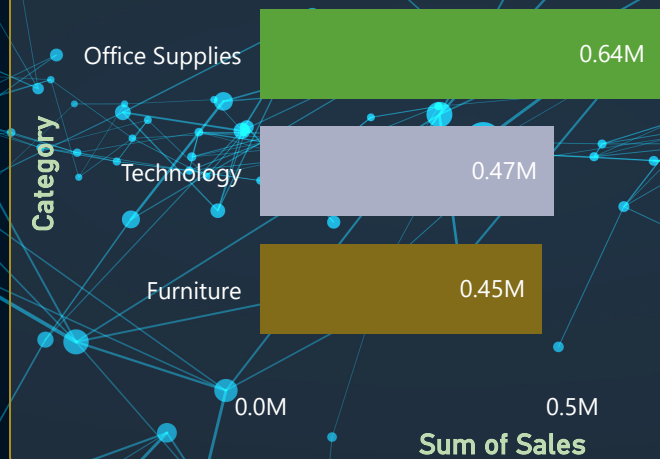 Category
Office Supplies 0.64M
Technology 0.47M
Furniture 0.45M
0.0M 0.5M
Sum of Sales